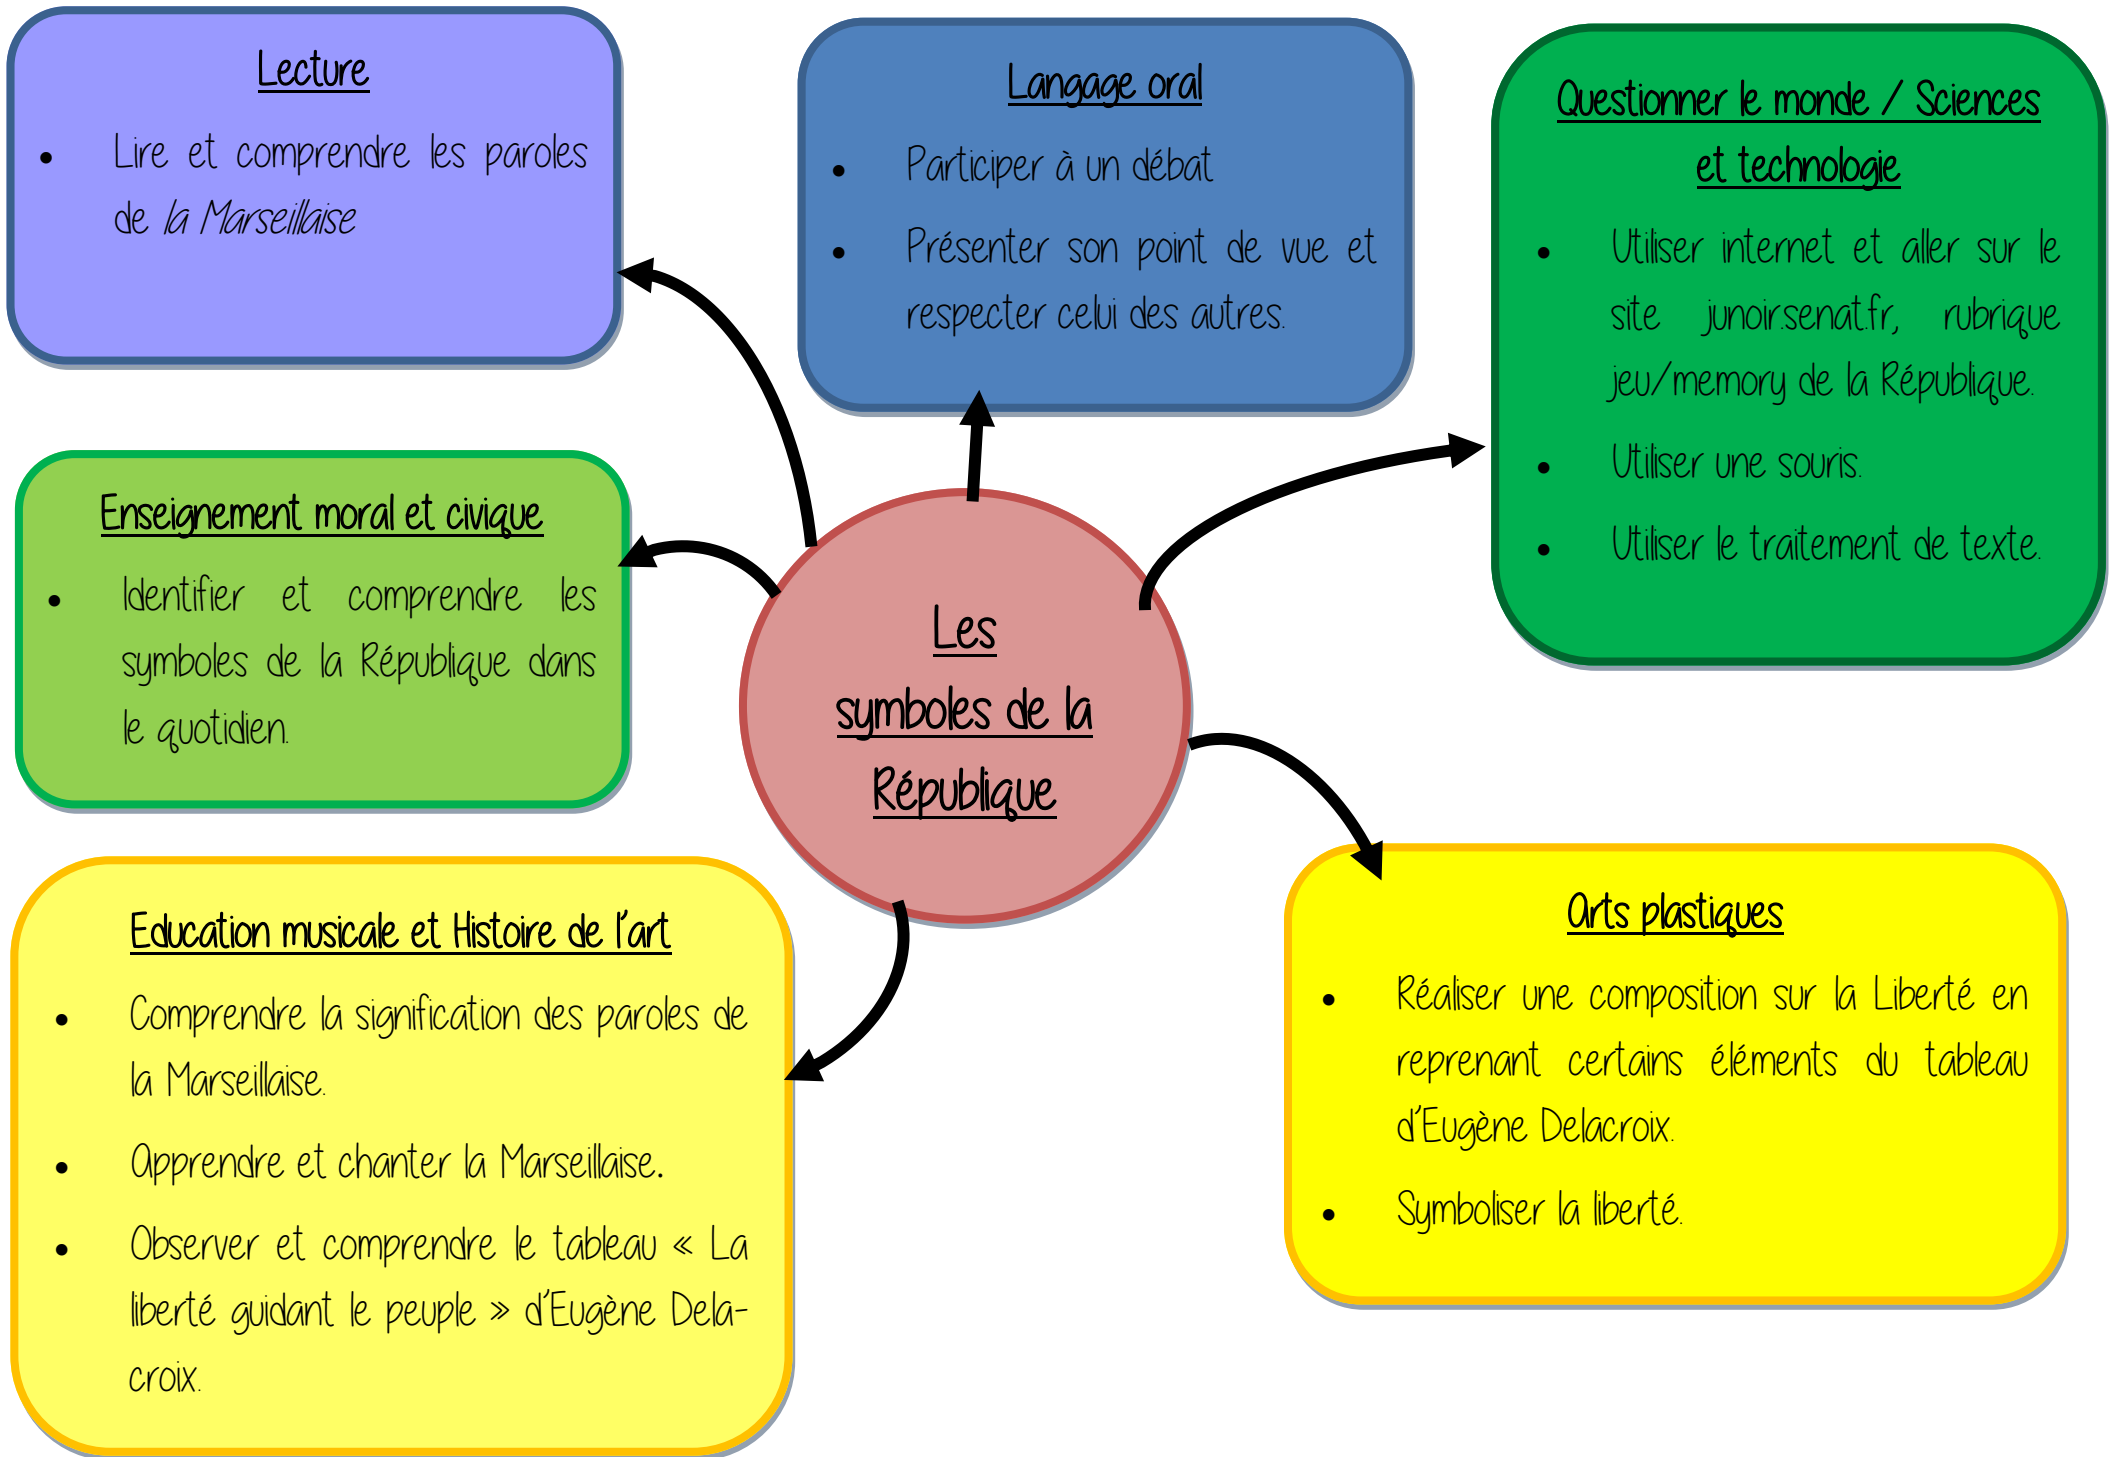 Lecture
• Lire et comprendre les paroles
de la Marseillaise
Langage oral
• Participer à un débat
• Présenter son point de vue et
respecter celui des autres.
Questionner le monde / Sciences
et technologie
• Utiliser internet et aller sur le
site junoir.senat.fr, rubrique
jeu/memory de la République.
• Utiliser une souris.
• Utiliser le traitement de texte.
Enseignement moral et civique
• Identifier et comprendre les
symboles de la République dans
le quotidien.
Les
symboles de la
République
Education musicale et Histoire de l'art
• Comprendre la signification des paroles de
la Marseillaise.
• Apprendre et chanter la Marseillaise.
• Observer et comprendre le tableau « La
liberté guidant le peuple » d'Eugène Dela-
croix.
Arts plastiques
• Réaliser une composition sur la Liberté en
reprenant certains éléments du tableau
d'Eugène Delacroix.
• Symboliser la liberté.